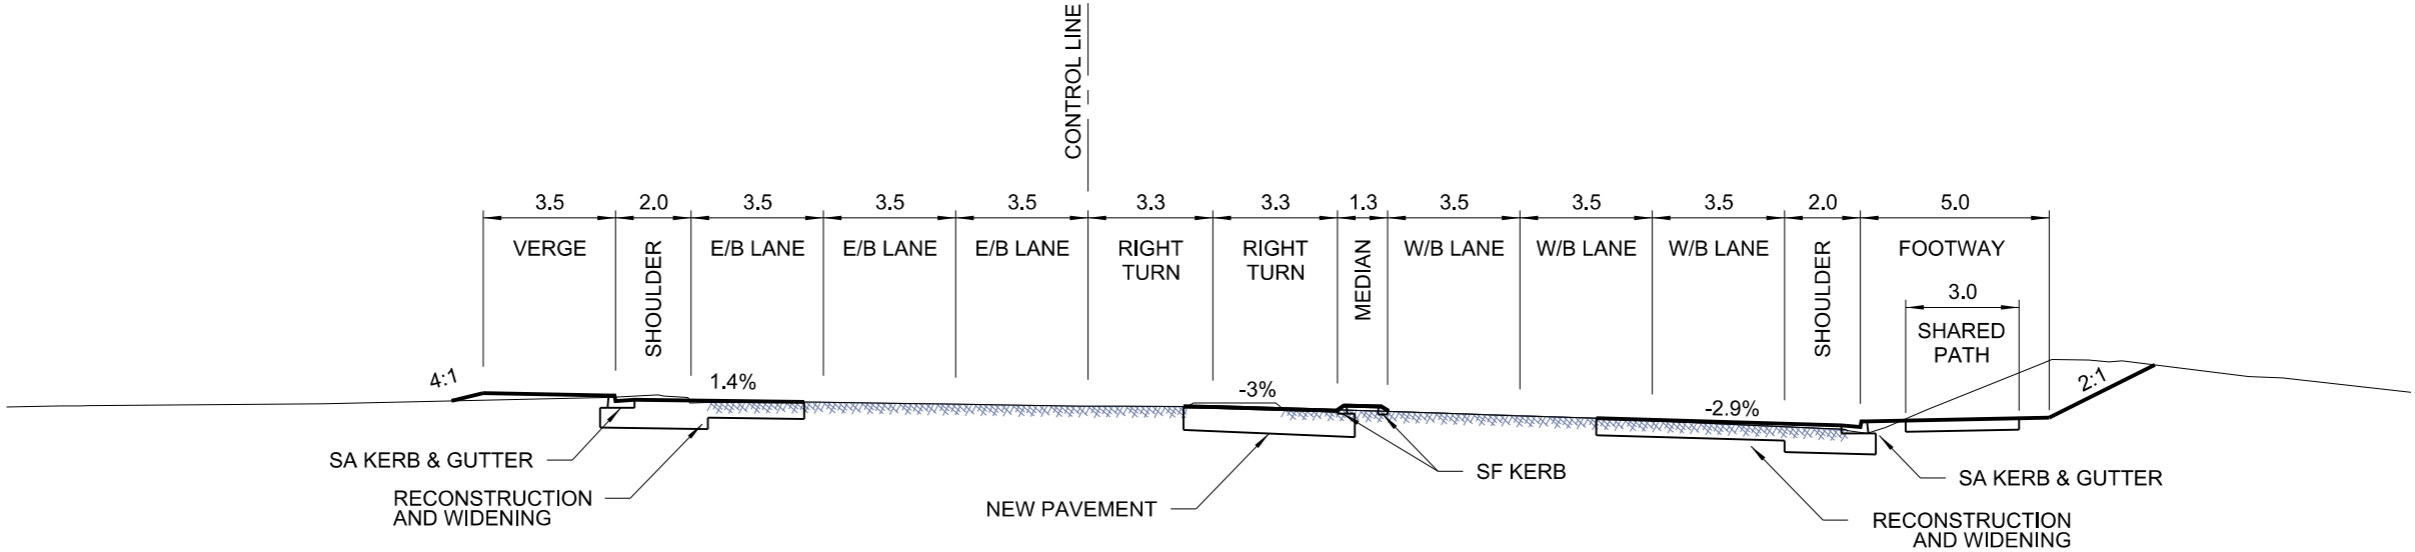 CONTROL LINE
3.5
2.0
3.5
3.5
3.5
3.3
3.3
1.3
3.5
3.5
3.5
2.0
5.0
VERGE
SHOULDER
E/B LANE
E/B LANE
E/B LANE
RIGHT
TURN
RIGHT
TURN
MEDIAN
W/B LANE
W/B LANE
W/B LANE
SHOULDER
FOOTWAY
3.0
SHARED
PATH
4:1
1.4%
-3%
-2.9%
2:1
SA KERB & GUTTER
RECONSTRUCTION
AND WIDENING
NEW PAVEMENT
SF KERB
SA KERB & GUTTER
RECONSTRUCTION
AND WIDENING